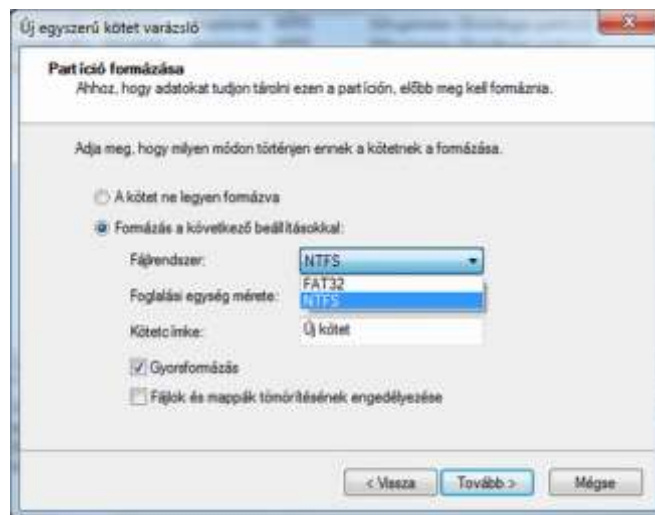 Új egyszerű kötet varázsló
Partíció formázása
Ahhoz, hogy adatokat tudjon tárolni ezen a partíción, előbb meg kell formáznia.
Adja meg, hogy milyen módon történjen ennek a kötetnek a formázása.
A kötet ne legyen formázva
Formázás a következő beállításokkal:
Fájlrendszer: NTFS
FAT32
Foglalási egység mérete: NTFS
Kötetcímke: Új kötet
Gyorsformázás
Fájlok és mappák tömörítésének engedélyezése
< Vissza Tovább > Mégse